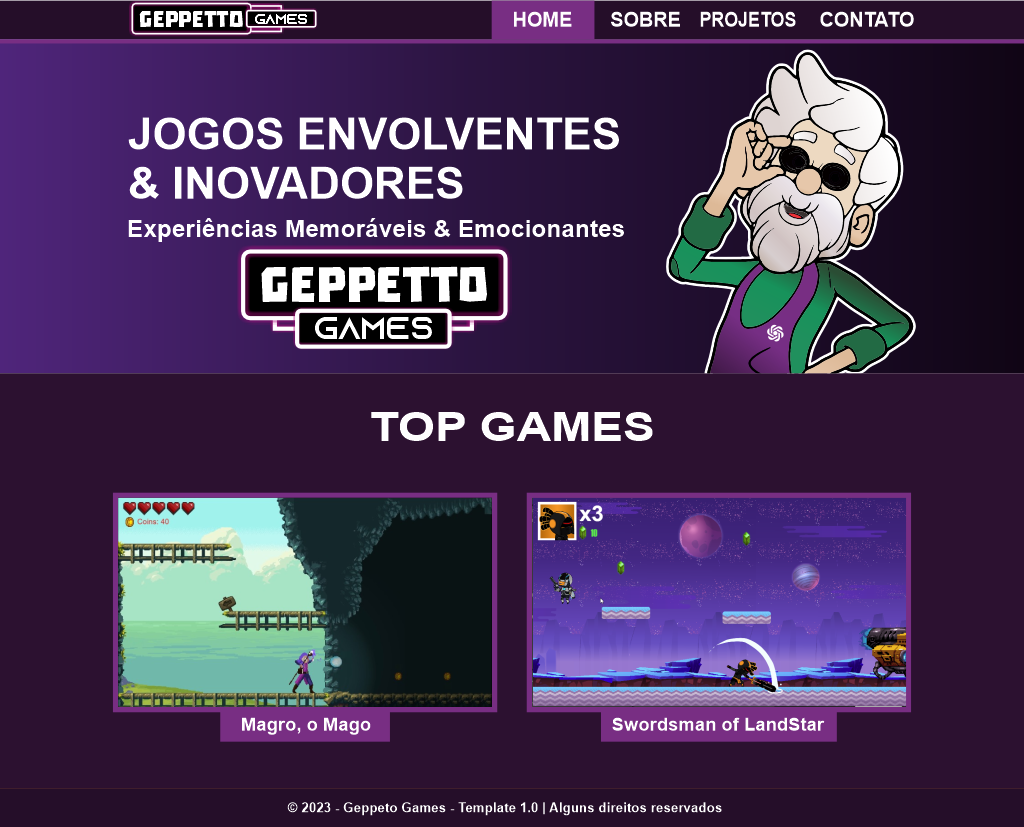 GEPPETTO GAMES
HOME SOBRE PROJETOS CONTATO
JOGOS ENVOLVENTES
& INOVADORES
Experiências Memoráveis & Emocionantes
GEPPETTO
GAMES
TOP GAMES
Coins: 40
x3
10
Magro, o Mago
Swordsman of LandStar
© 2023 - Geppeto Games - Template 1.0 | Alguns direitos reservados